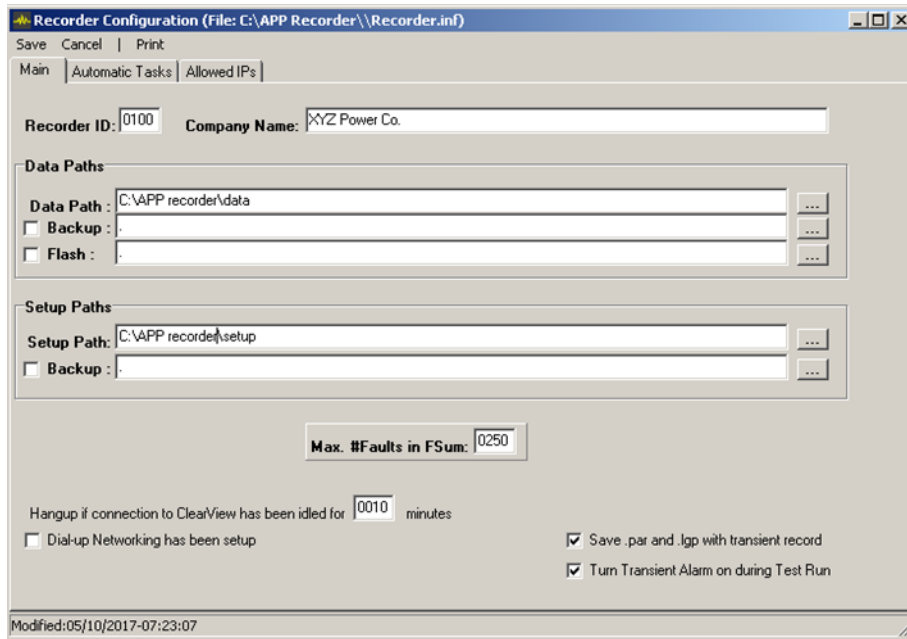 Recorder Configuration (File: C:\APP Recorder\\Recorder.inf)
Save Cancel | Print
Main Automatic Tasks Allowed IPs
Recorder ID: 0100 Company Name: XYZ Power Co.
Data Paths
Data Path : C:\APP recorder\data ...
Backup : . ...
Flash : . ...
Setup Paths
Setup Path: C:\APP recorder\setup ...
Backup : . ...
Max. #Faults in FSum: 0250
Hangup if connection to ClearView has been idled for 0010 minutes
Dial-up Networking has been setup Save .par and .lgp with transient record
Turn Transient Alarm on during Test Run
Modified:05/10/2017-07:23:07